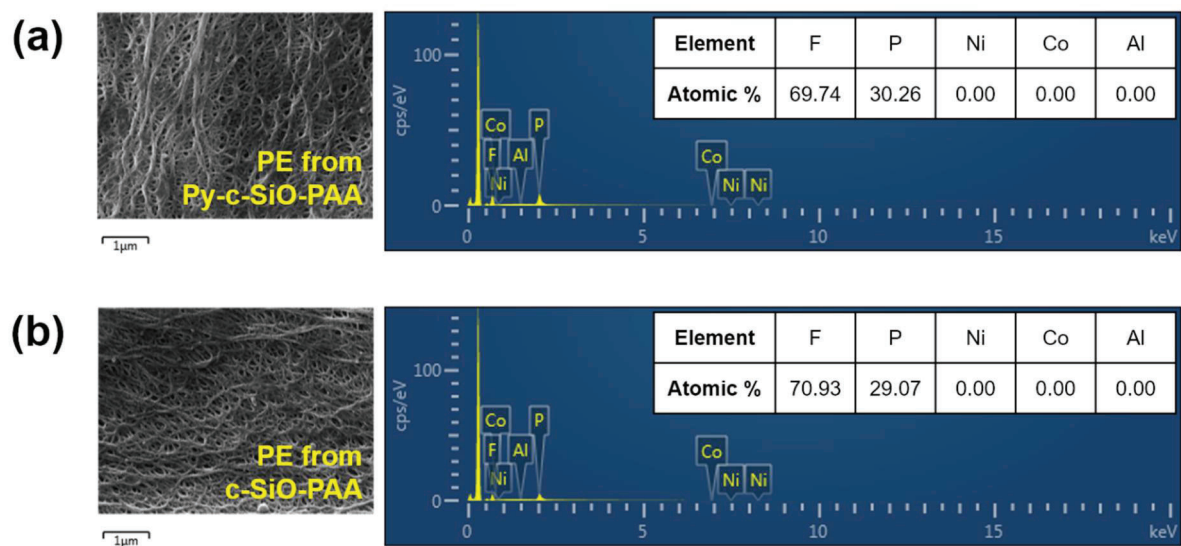 (a)
PE from
Py-c-SiO-PAA
1μm
cps/eV
100
0
Co
P
F
Al
Ni
Co
Ni
Ni
0
5
10
15
keV
Element F P Ni Co Al
Atomic % 69.74 30.26 0.00 0.00 0.00
(b)
PE from
c-SiO-PAA
1μm
cps/eV
100
0
Co
P
F
Al
Ni
Co
Ni
Ni
0
5
10
15
keV
Element F P Ni Co Al
Atomic % 70.93 29.07 0.00 0.00 0.00